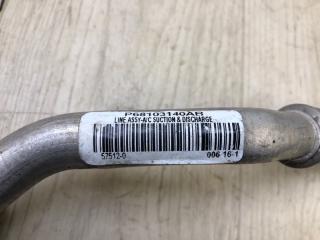 P68103140AB
LINE ASSY-A/C SUCTION & DISCHARGE
57512-0 006 16-1